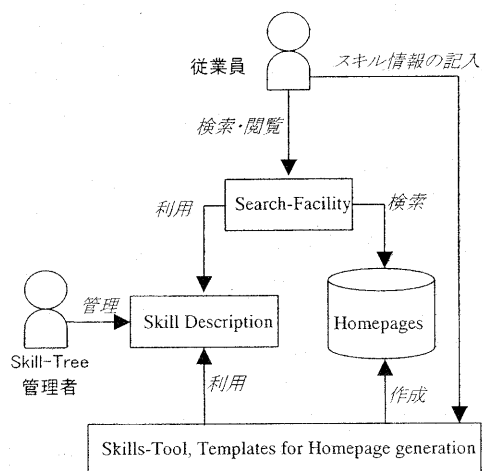 従業員
スキル情報の記入
検索・閲覧
利用
Search-Facility
検索
管理
Skill Description
Homepages
Skill-Tree
管理者
利用
作成
Skills-Tool, Templates for Homepage generation